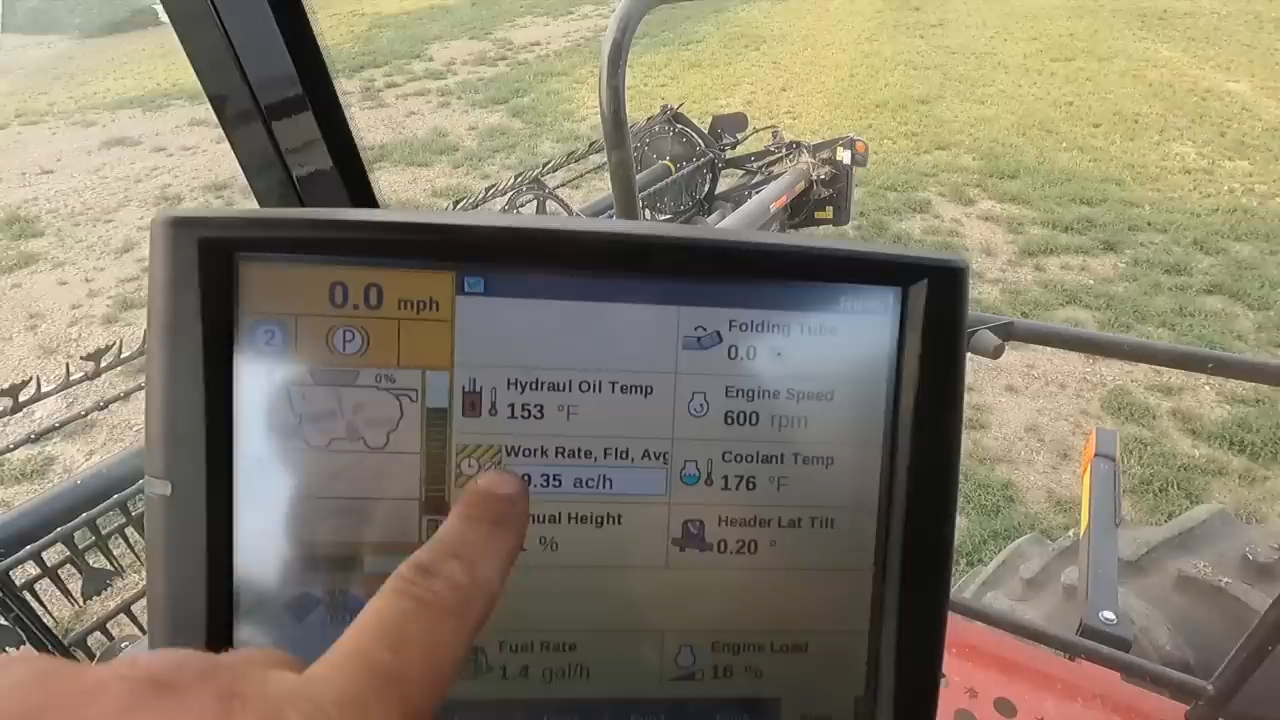 0.0 mph
2
P
0%
Folding Tube
0.0 °
Hydraul Oil Temp
153 °F
Engine Speed
600 rpm
Work Rate, Fld, Avg
9.35 ac/h
Coolant Temp
176 °F
nual Height
%
Header Lat Tilt
0.20 °
Fuel Rate
1.4 gal/h
Engine Load
16 %